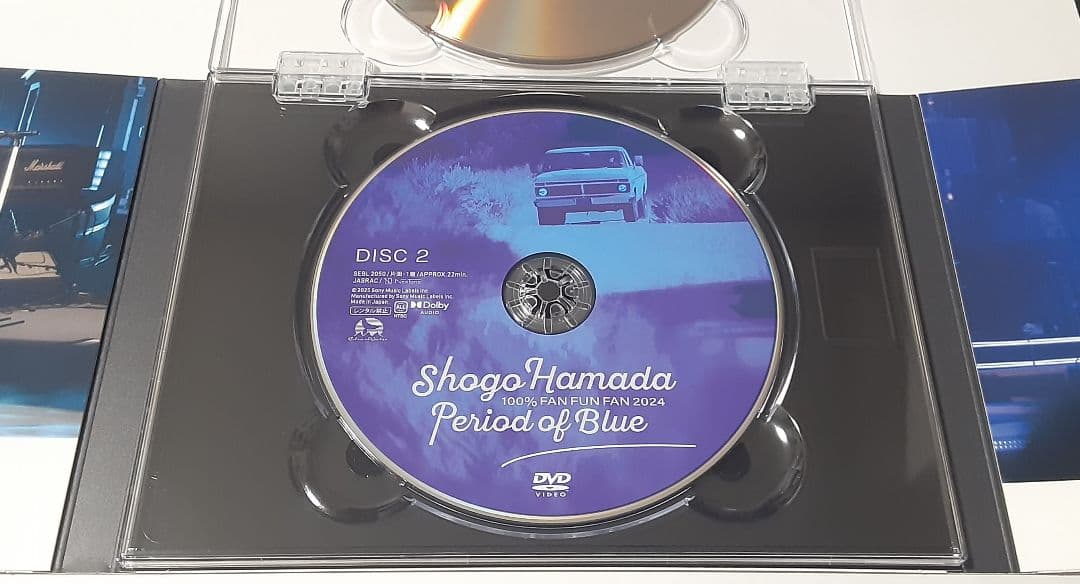 Marshall
DISC 2
SEBL 2050/片面・1層/APPROX.22min.
JASRAC/NexTone
© 2025 Sony Music Labels Inc.
Manufactured by Sony Music Labels Inc.
Made in Japan.
レンタル禁止 ALL NTSC Dolby AUDIO
Shogo Hamada
100% FAN FUN FAN 2024
Period of Blue
DVD
VIDEO